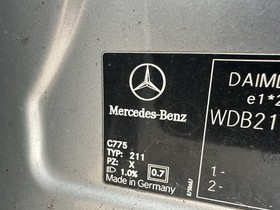 DAIM
e1*2
Mercedes-Benz
WDB21
C775
TYP: 211
PZ: X
1.0% 0.7
Made in Germany
1-
2-